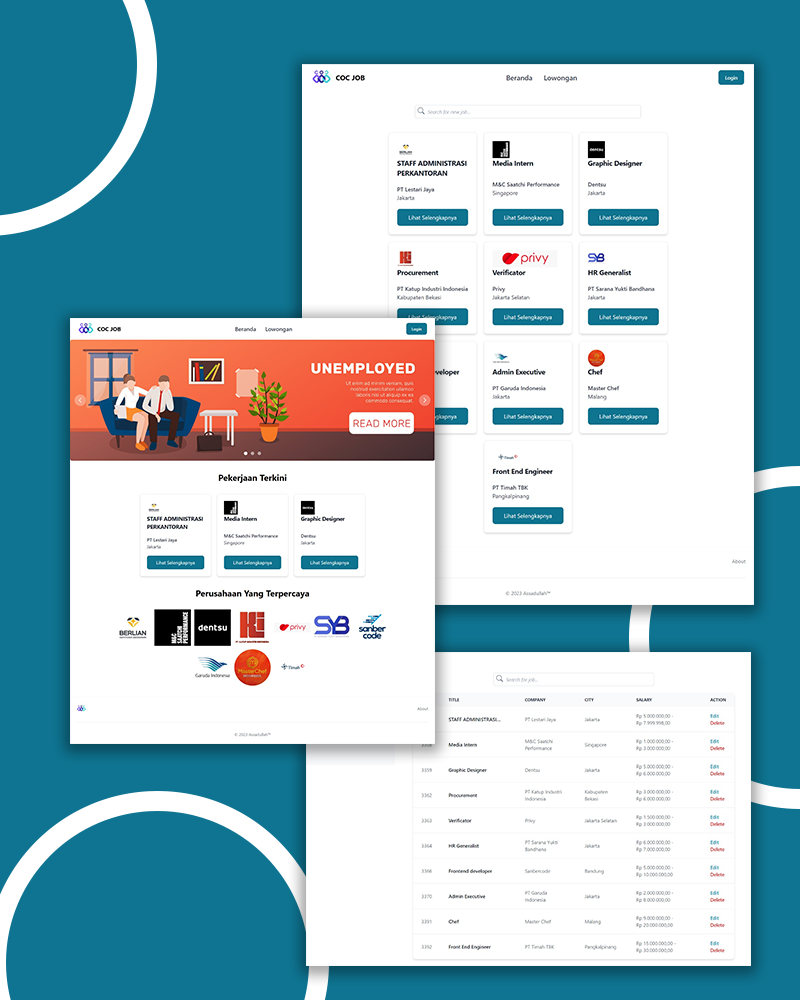 COC JOB
Beranda Lowongan
Login
Search the new job...
BERLIAN
STAFF ADMINISTRASI
PERKANTORAN
PT Lestari Jaya
Jakarta
Lihat Selengkapnya
Media Intern
M&C Saatchi Performance
Singapore
Lihat Selengkapnya
dentsu
Graphic Designer
Dentsu
Jakarta
Lihat Selengkapnya
Procurement
PT Katup Industri Indonesia
Kabupaten Bekasi
Lihat Selengkapnya
privy
Verificator
Privy
Jakarta Selatan
Lihat Selengkapnya
SYB
HR Generalist
PT Sarana Yukti Bandhana
Jakarta
Lihat Selengkapnya
veloper
Admin Executive
PT Garuda Indonesia
Jakarta
Lihat Selengkapnya
Chef
Master Chef
Malang
Lihat Selengkapnya
Timah
Front End Engineer
PT Timah TBK
Pangkalpinang
Lihat Selengkapnya
About
© 2023 Assadullah™
COC JOB
Beranda Lowongan
Login
UNEMPLOYED
Ut enim ad minim veniam, quis
nostrud exercitation ullamco
laboris nisi ut aliquip ex ea
commodo consequat.
READ MORE
Pekerjaan Terkini
BERLIAN
STAFF ADMINISTRASI
PERKANTORAN
PT Lestari Jaya
Jakarta
Lihat Selengkapnya
Media Intern
M&C Saatchi Performance
Singapore
Lihat Selengkapnya
dentsu
Graphic Designer
Dentsu
Jakarta
Lihat Selengkapnya
Perusahaan Yang Terpercaya
BERLIAN
M&C
SAATCHI
PERFORMANCE
dentsu
privy
SYB
sanber
code
Garuda Indonesia
MasterChef
Timah
About
© 2023 Assadullah™
Search the job...
TITLE COMPANY CITY SALARY ACTION
STAFF ADMINISTRASI... PT Lestari Jaya Jakarta Rp 5.000.000,00 - Edit
Rp 7.999.998,00 Delete
3358 Media Intern M&C Saatchi Singapore Rp 1.000.000,00 - Edit
Performance Rp 3.000.000,00 Delete
3359 Graphic Designer Dentsu Jakarta Rp 5.000.000,00 - Edit
Rp 6.000.000,00 Delete
3362 Procurement PT Katup Industri Kabupaten Rp 3.000.000,00 - Edit
Indonesia Bekasi Rp 6.000.000,00 Delete
3363 Verificator Privy Jakarta Selatan Rp 1.500.000,00 - Edit
Rp 3.000.000,00 Delete
3364 HR Generalist PT Sarana Yukti Jakarta Rp 6.000.000,00 - Edit
Bandhana Rp 7.000.000,00 Delete
3366 Frontend developer Sanbercode Bandung Rp 5.000.000,00 - Edit
Rp 10.000.000,00 Delete
3370 Admin Executive PT Garuda Jakarta Rp 2.000.000,00 - Edit
Indonesia Rp 8.000.000,00 Delete
3391 Chef Master Chef Malang Rp 9.000.000,00 - Edit
Rp 20.000.000,00 Delete
3392 Front End Engineer PT Timah TBK Pangkalpinang Rp 15.000.000,00 - Edit
Rp 30.000.000,00 Delete